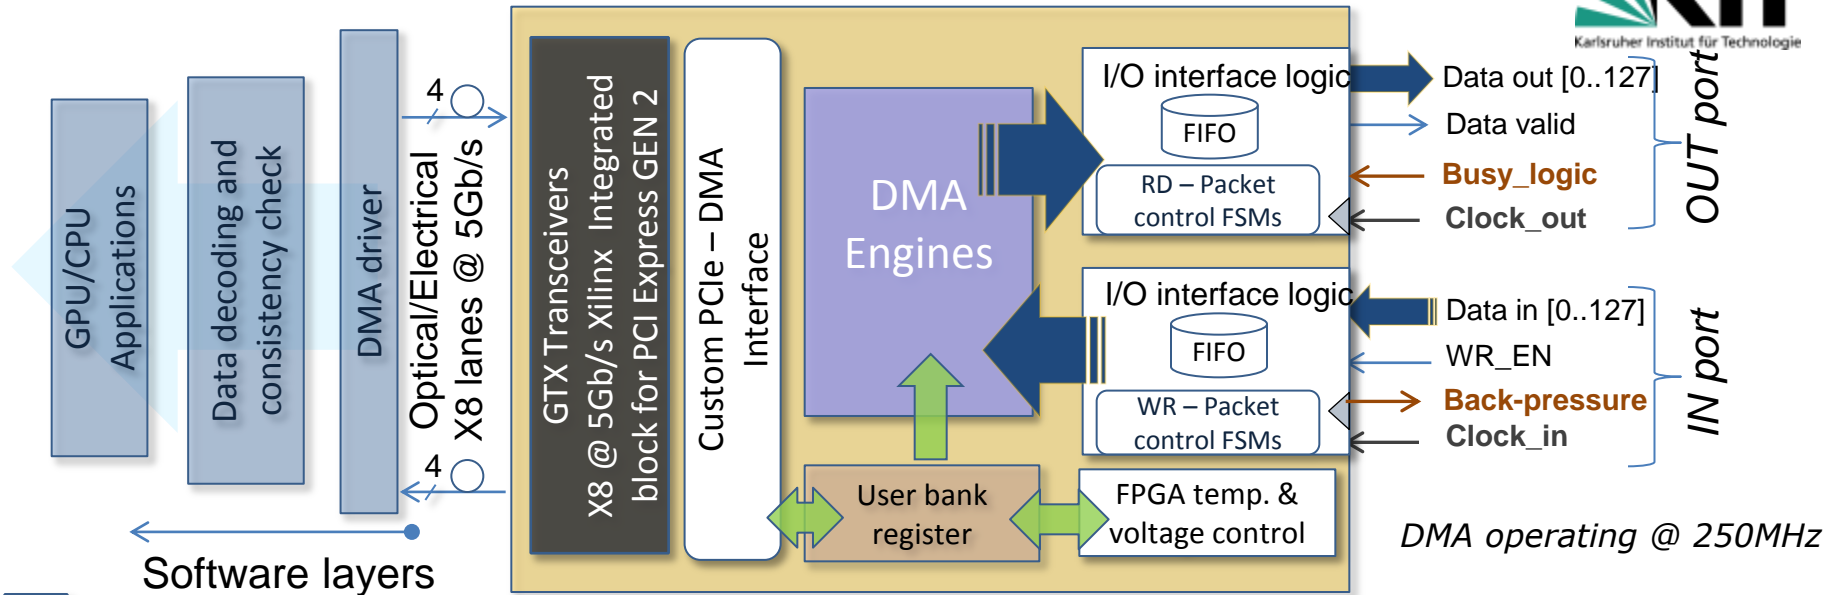 GPU/CPU
Applications
Data decoding and
consistency check
DMA driver
4
Optical/Electrical
X8 lanes @ 5Gb/s
4
Software layers
GTX Transceivers
X8 @ 5Gb/s Xilinx Integrated
block for PCI Express GEN 2
Custom PCIe – DMA
Interface
DMA
Engines
User bank
register
I/O interface logic
FIFO
RD – Packet
control FSMs
I/O interface logic
FIFO
WR – Packet
control FSMs
FPGA temp. &
voltage control
Karlsruher Institut für Technologie
Data out [0..127]
Data valid
Busy_logic
Clock_out
OUT port
Data in [0..127]
WR_EN
Back-pressure
Clock_in
IN port
DMA operating @ 250MHz